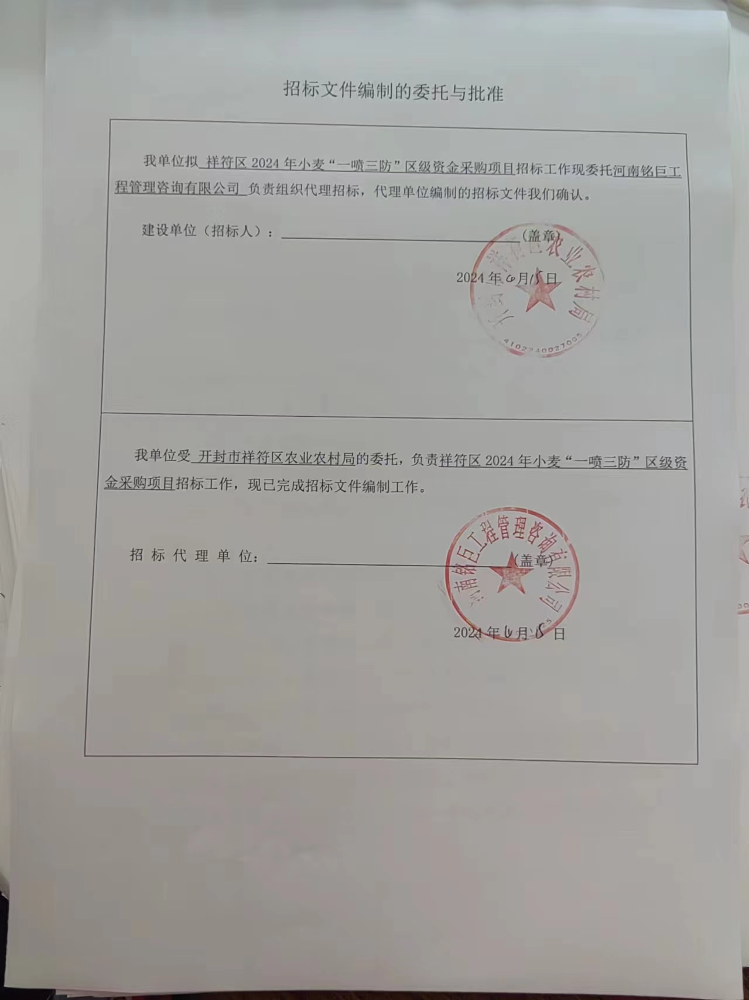 招标文件编制的委托与批准
我单位拟 祥符区 2024 年小麦“一喷三防”区级资金采购项目招标工作现委托河南铭巨工
程管理咨询有限公司 负责组织代理招标，代理单位编制的招标文件我们确认。
建设单位（招标人）：(盖章)
2024 年 6 月 15 日
祥符区农业农村局
我单位受 开封市祥符区农业农村局的委托，负责祥符区 2024 年小麦“一喷三防”区级资
金采购项目招标工作，现已完成招标文件编制工作。
招 标 代 理 单 位：(盖章)
河南铭巨工程管理咨询有限公司
2024 年 6 月 15 日